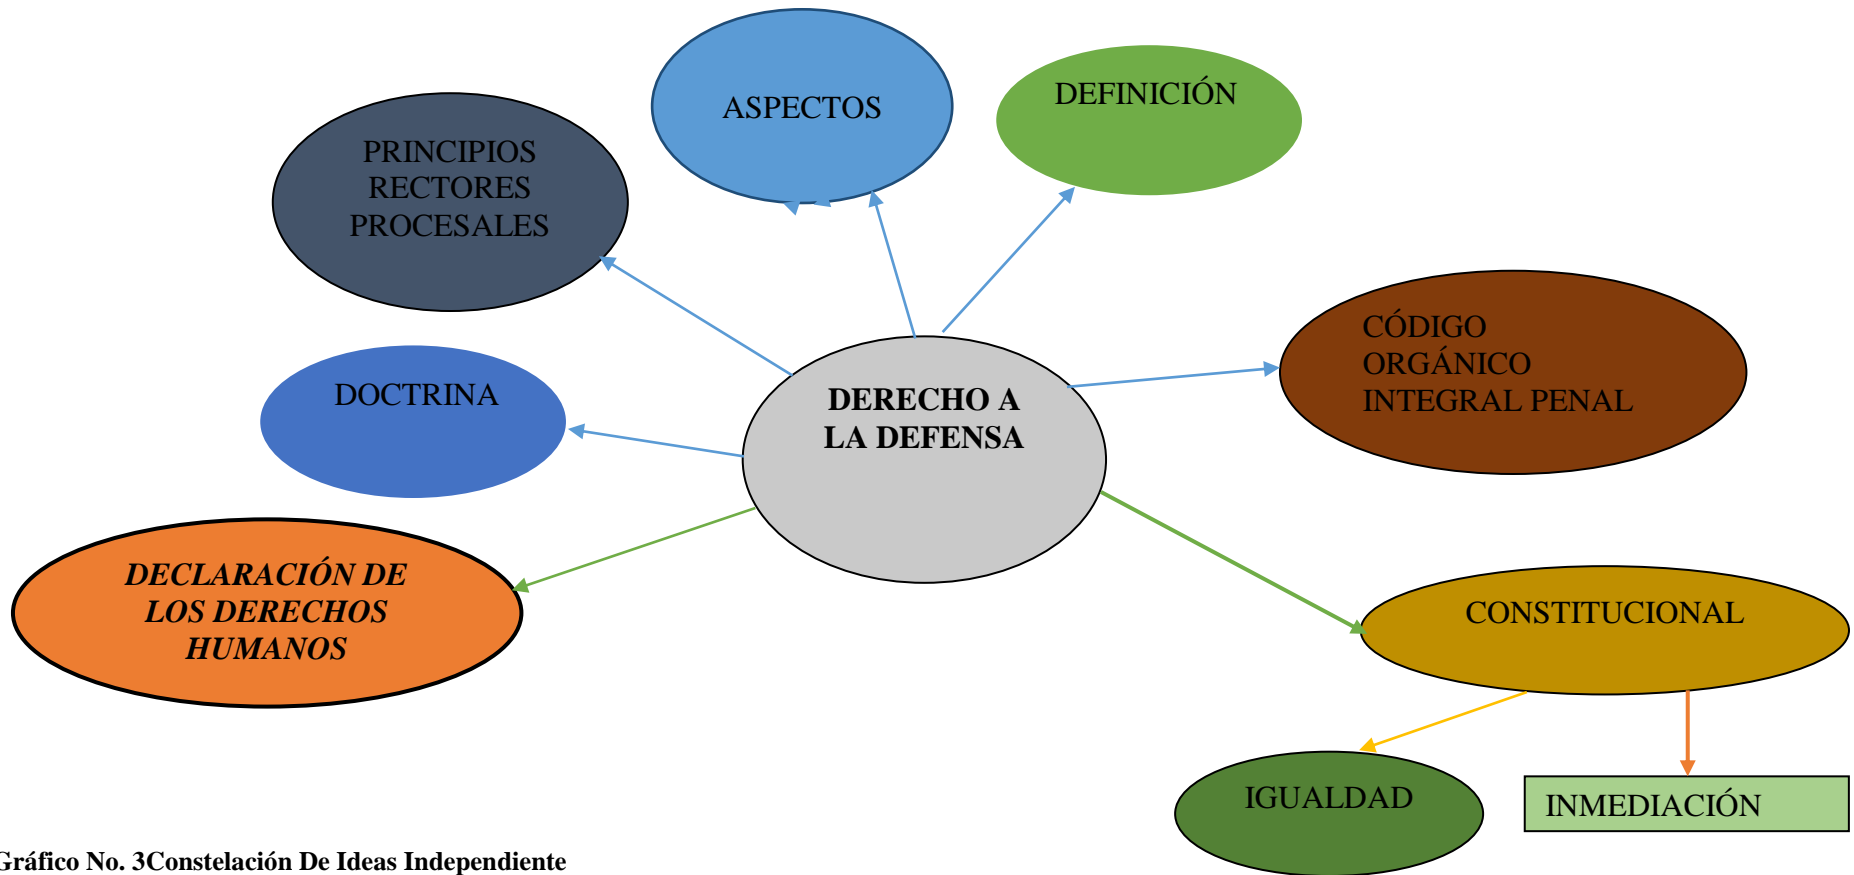 ASPECTOS
DEFINICIÓN
PRINCIPIOS
RECTORES
PROCESALES
CÓDIGO
ORGÁNICO
INTEGRAL PENAL
DOCTRINA
DERECHO A
LA DEFENSA
DECLARACIÓN DE
LOS DERECHOS
HUMANOS
CONSTITUCIONAL
IGUALDAD
INMEDIACIÓN
Gráfico No. 3Constelación De Ideas Independiente